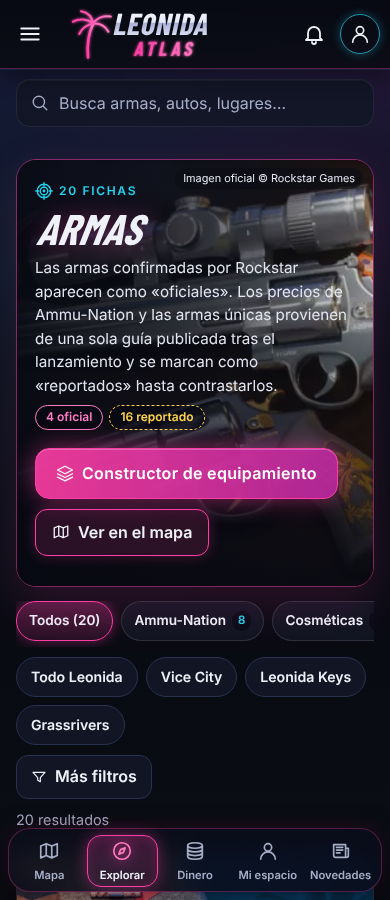 LEONIDA
ATLAS
Busca armas, autos, lugares...
Imagen oficial © Rockstar Games
20 FICHAS
ARMAS
Las armas confirmadas por Rockstar
aparecen como «oficiales». Los precios de
Ammu-Nation y las armas únicas provienen
de una sola guía publicada tras el
lanzamiento y se marcan como
«reportados» hasta contrastarlos.
4 oficial 16 reportado
Constructor de equipamiento
Ver en el mapa
Todos (20) Ammu-Nation 8 Cosméticas
Todo Leonida Vice City Leonida Keys
Grassrivers
Más filtros
20 resultados
Mapa Explorar Dinero Mi espacio Novedades